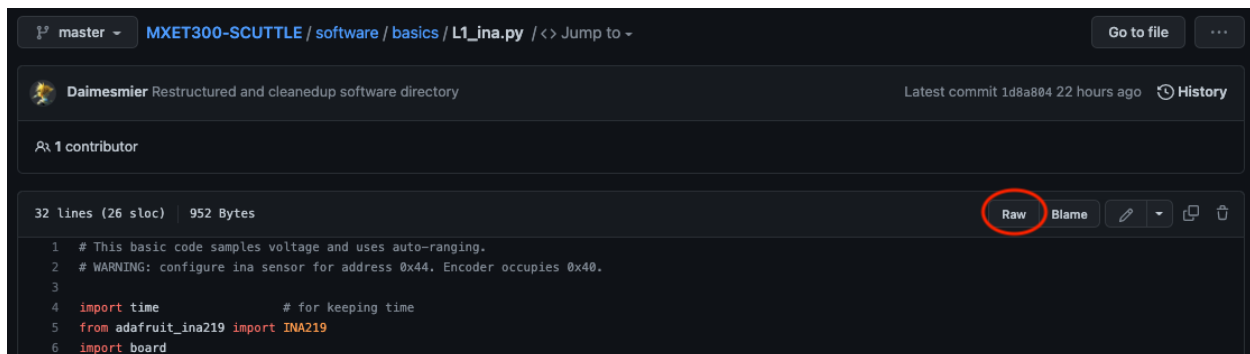 master MXET300-SCUTTLE / software / basics / L1_ina.py / <> Jump to Go to file ...
Daimesmier Restructured and cleanedup software directory Latest commit 1d8a804 22 hours ago History
1 contributor
32 lines (26 sloc) 952 Bytes Raw Blame
1 # This basic code samples voltage and uses auto-ranging.
2 # WARNING: configure ina sensor for address 0x44. Encoder occupies 0x40.
3
4 import time # for keeping time
5 from adafruit_ina219 import INA219
6 import board